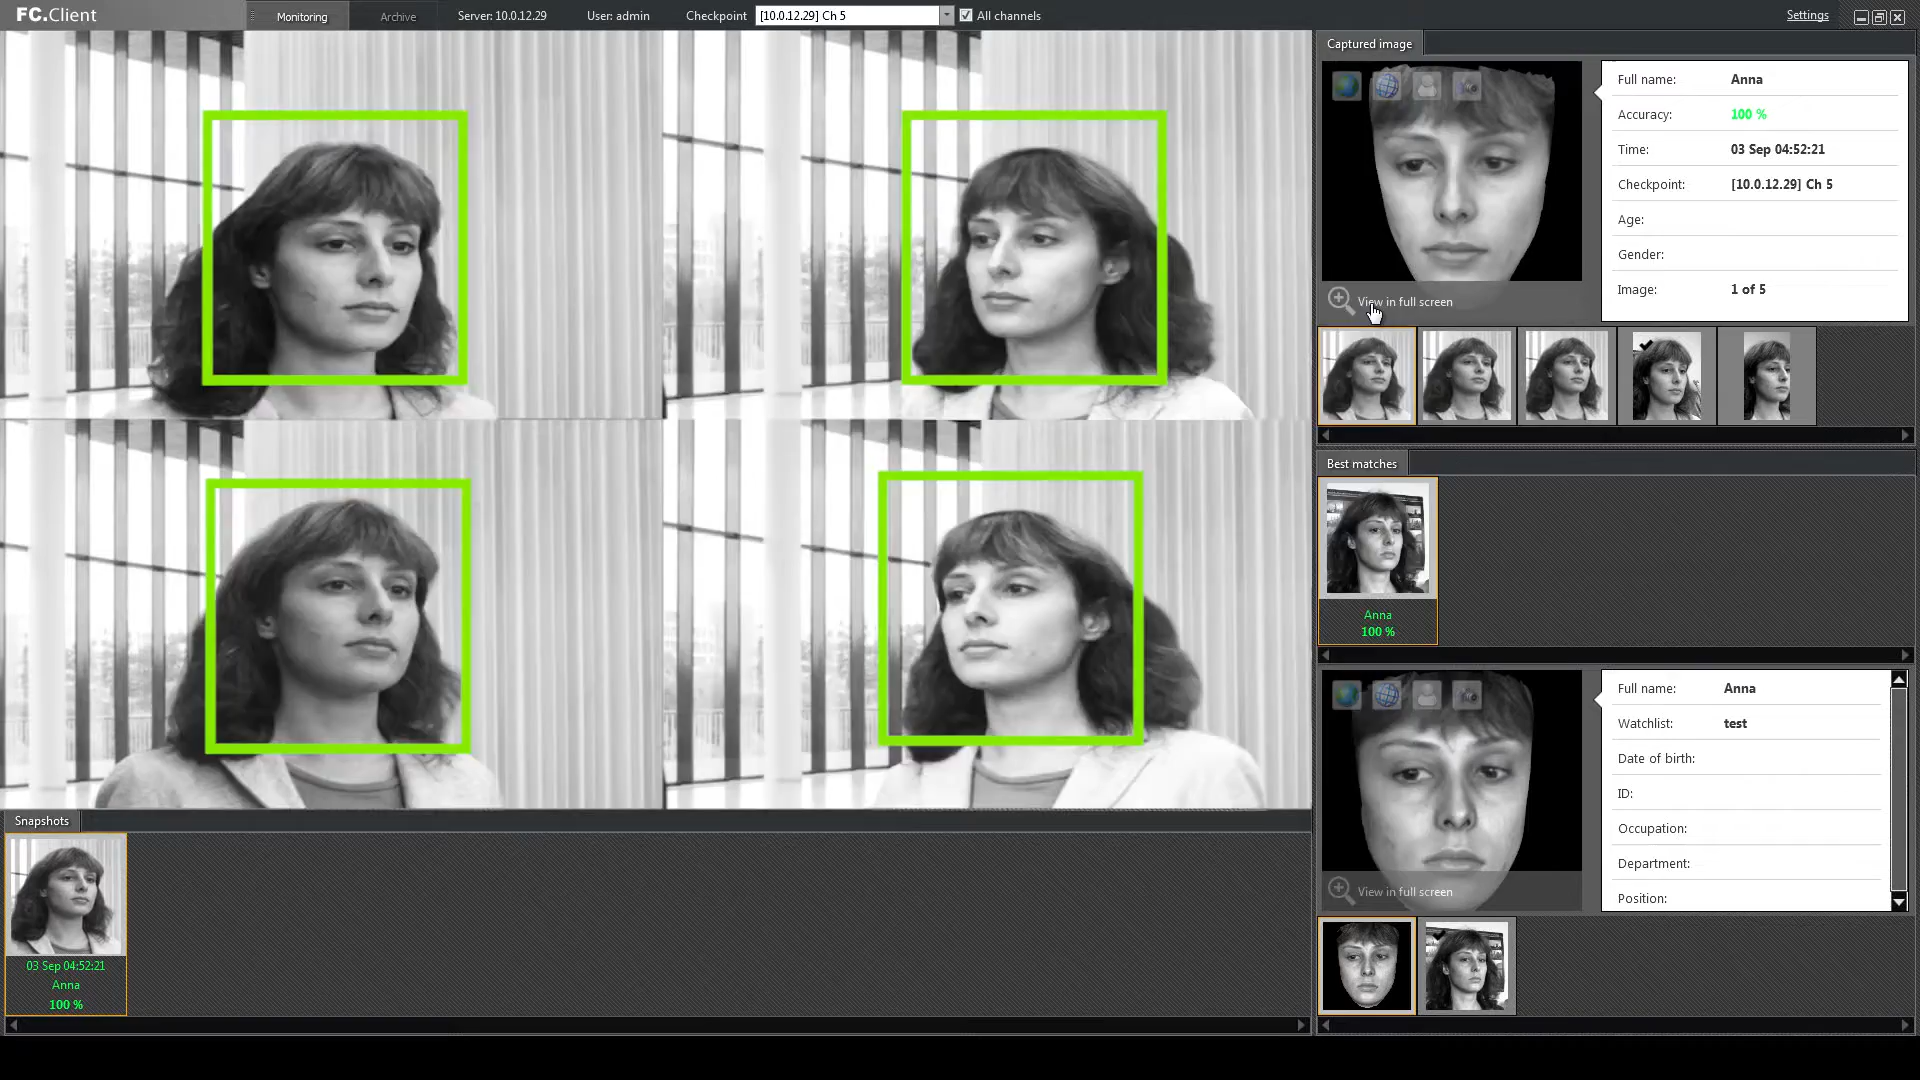 FC.Client
Monitoring
Archive
Server: 10.0.12.29
User: admin
Checkpoint
[10.0.12.29] Ch 5
All channels
Settings
Captured image
Full name: Anna
Accuracy: 100 %
Time: 03 Sep 04:52:21
Checkpoint: [10.0.12.29] Ch 5
Age:
Gender:
Image: 1 of 5
View in full screen
Best matches
Anna
100 %
Full name: Anna
Watchlist: test
Date of birth:
ID:
Occupation:
Department:
Position:
View in full screen
Snapshots
03 Sep 04:52:21
Anna
100 %